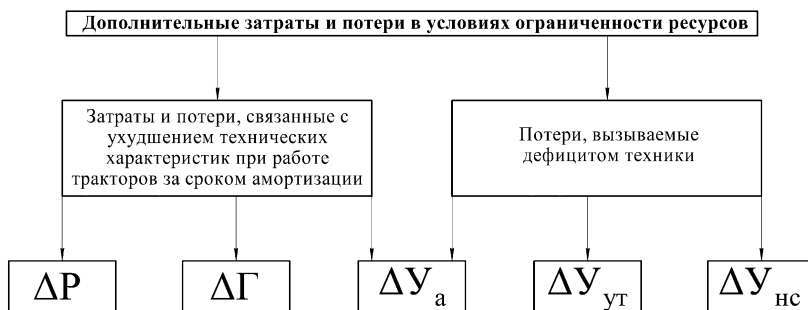 Дополнительные затраты и потери в условиях ограниченности ресурсов
Затраты и потери, связанные с
ухудшением технических
характеристик при работе
тракторов за сроком амортизации
Потери, вызываемые
дефицитом техники
ΔР
ΔГ
ΔУа
ΔУут
ΔУнс